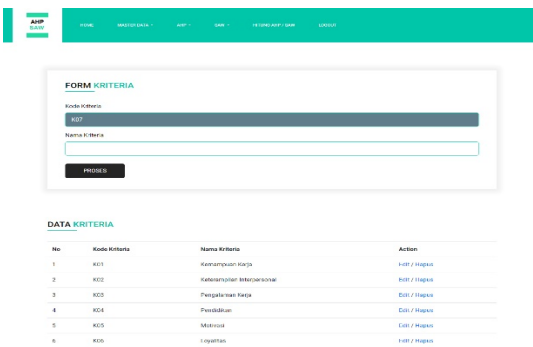 AHP
SAW
HOME MASTER DATA AHP SAW METODE AHP / SAW LOGOUT
FORM KRITERIA
Kode Kriteria
K07
Nama Kriteria
PROSES
DATA KRITERIA
No Kode Kriteria Nama Kriteria Action
1 K01 Kemampuan Kerja Edit / Hapus
2 K02 Keterampilan Interpersonal Edit / Hapus
3 K03 Pengalaman Kerja Edit / Hapus
4 K04 Pendidikan Edit / Hapus
5 K05 Motivasi Edit / Hapus
6 K06 Loyalitas Edit / Hapus